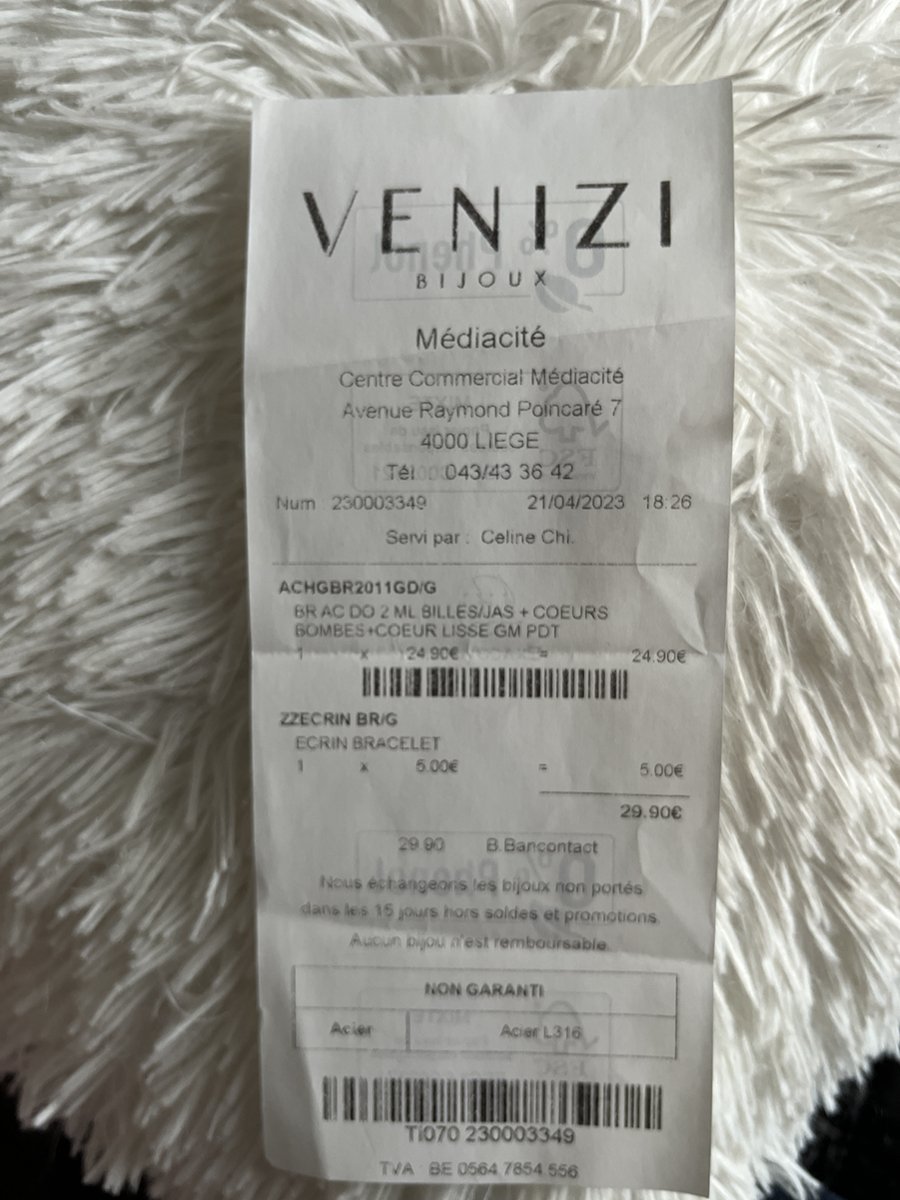 VENIZI
BIJOUX
Médiacité
Centre Commercial Médiacité
Avenue Raymond Poincaré 7
4000 LIEGE
Tél 043/43 36 42
Num 230003349 21/04/2023 18:26
Servi par : Celine Chi.
ACHGBR2011GD/G
BR AC DO 2 ML BILLES/JAS + COEURS
BOMBES+COEUR LISSE GM PDT
1 x 24.90€ = 24.90€
ZZECRIN BR/G
ECRIN BRACELET
1 x 5.00€ = 5.00€
29.90€
29.90 B.Bancontact
Nous échangeons les bijoux non portés
dans les 15 jours hors soldes et promotions.
Aucun bijou n'est remboursable.
NON GARANTI
Acier Acier L316
Ti070 230003349
TVA : BE 0564.7854.556